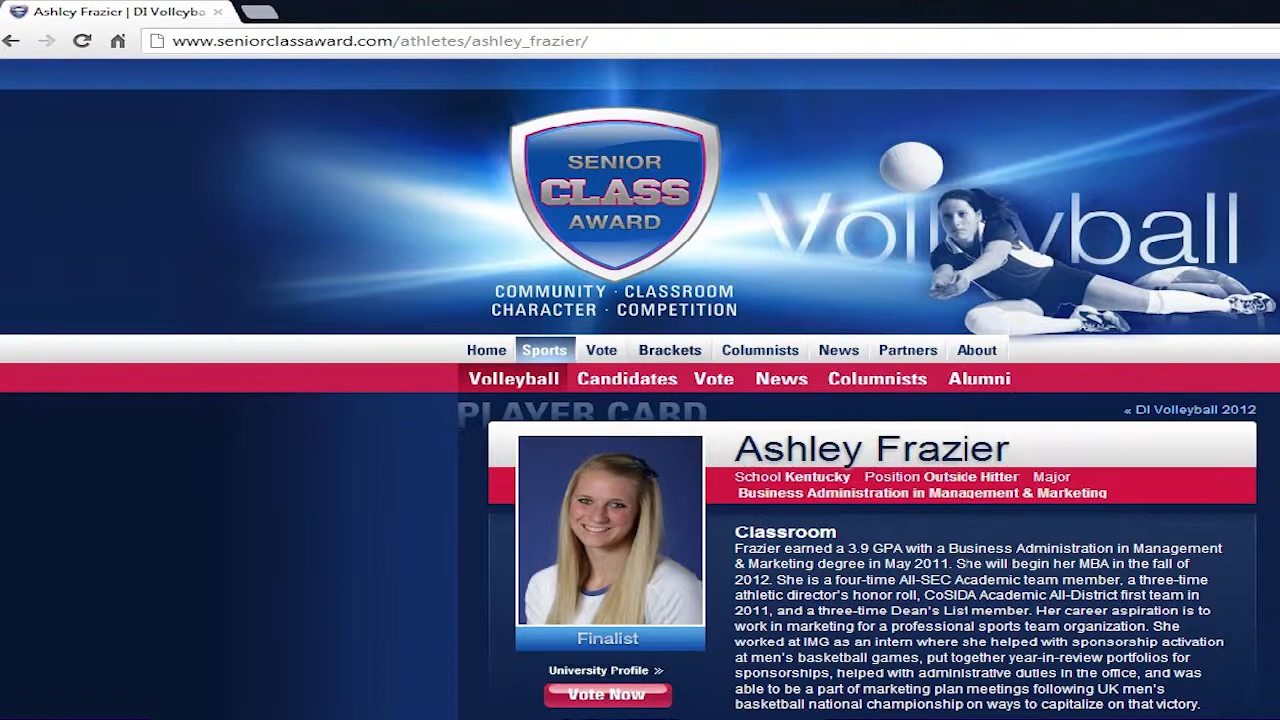 Ashley Frazier | DI Volleyba
www.seniorclassaward.com/athletes/ashley_frazier/
SENIOR
CLASS
AWARD
Volleyball
COMMUNITY · CLASSROOM
CHARACTER · COMPETITION
Home Sports Vote Brackets Columnists News Partners About
Volleyball Candidates Vote News Columnists Alumni
PLAYER CARD
« DI Volleyball 2012
Ashley Frazier
School Kentucky Position Outside Hitter Major
Business Administration in Management & Marketing
Classroom
Frazier earned a 3.9 GPA with a Business Administration in Management
& Marketing degree in May 2011. She will begin her MBA in the fall of
2012. She is a four-time All-SEC Academic team member, a three-time
athletic director's honor roll, CoSIDA Academic All-District first team in
2011, and a three-time Dean's List member. Her career aspiration is to
work in marketing for a professional sports team organization. She
worked at IMG as an intern where she helped with sponsorship activation
at men's basketball games, put together year-in-review portfolios for
sponsorships, helped with administrative duties in the office, and was
able to be a part of marketing plan meetings following UK men's
basketball national championship on ways to capitalize on that victory.
Finalist
University Profile »
Vote Now